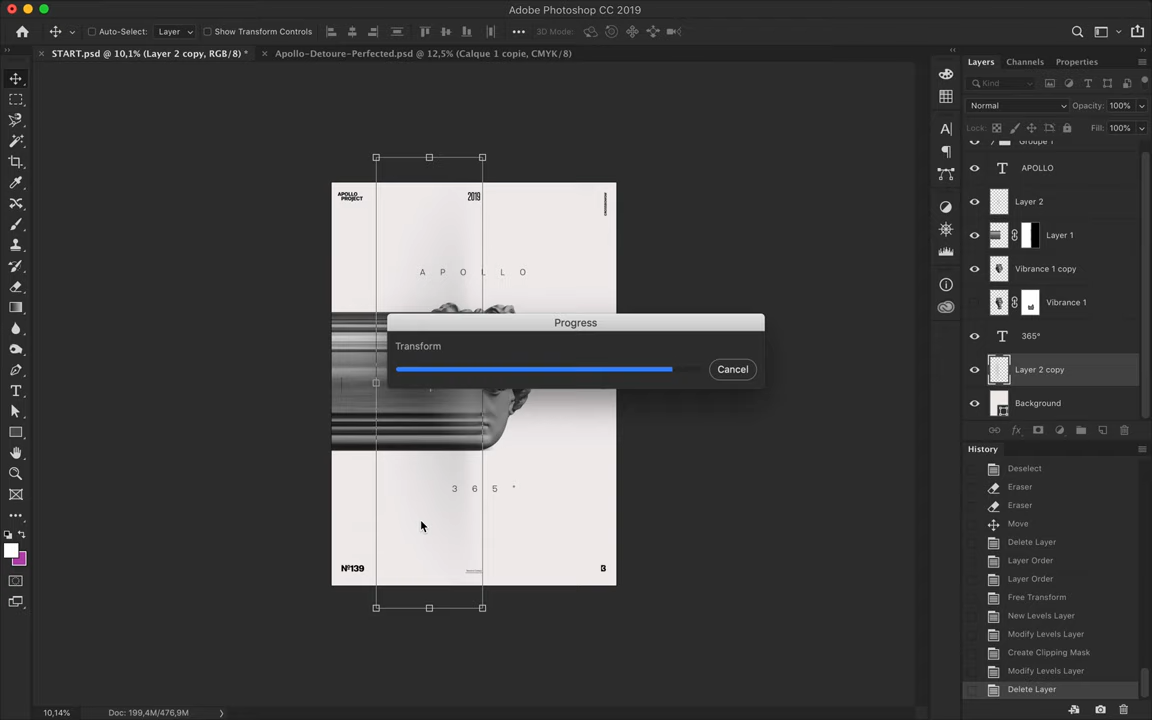 Adobe Photoshop CC 2019
Auto-Select: Layer Show Transform Controls ••• 3D Mode:
START.psd @ 10,1% (Layer 2 copy, RGB/8) *
Apollo-Detoure-Perfected.psd @ 12,5% (Calque 1 copie, CMYK/8)
Layers Channels Properties
Kind
Normal Opacity: 100%
Lock: Fill: 100%
Groupe 1
APOLLO
Layer 2
Layer 1
Vibrance 1 copy
Vibrance 1
365°
Layer 2 copy
Background
History
Deselect
Eraser
Eraser
Move
Delete Layer
Layer Order
Layer Order
Free Transform
New Levels Layer
Modify Levels Layer
Create Clipping Mask
Modify Levels Layer
Delete Layer
APOLLO
PROJECT
2019
A P O L L O
Progress
Transform
Cancel
3 6 5 °
Nº139
10,14% Doc: 199,4M/476,9M